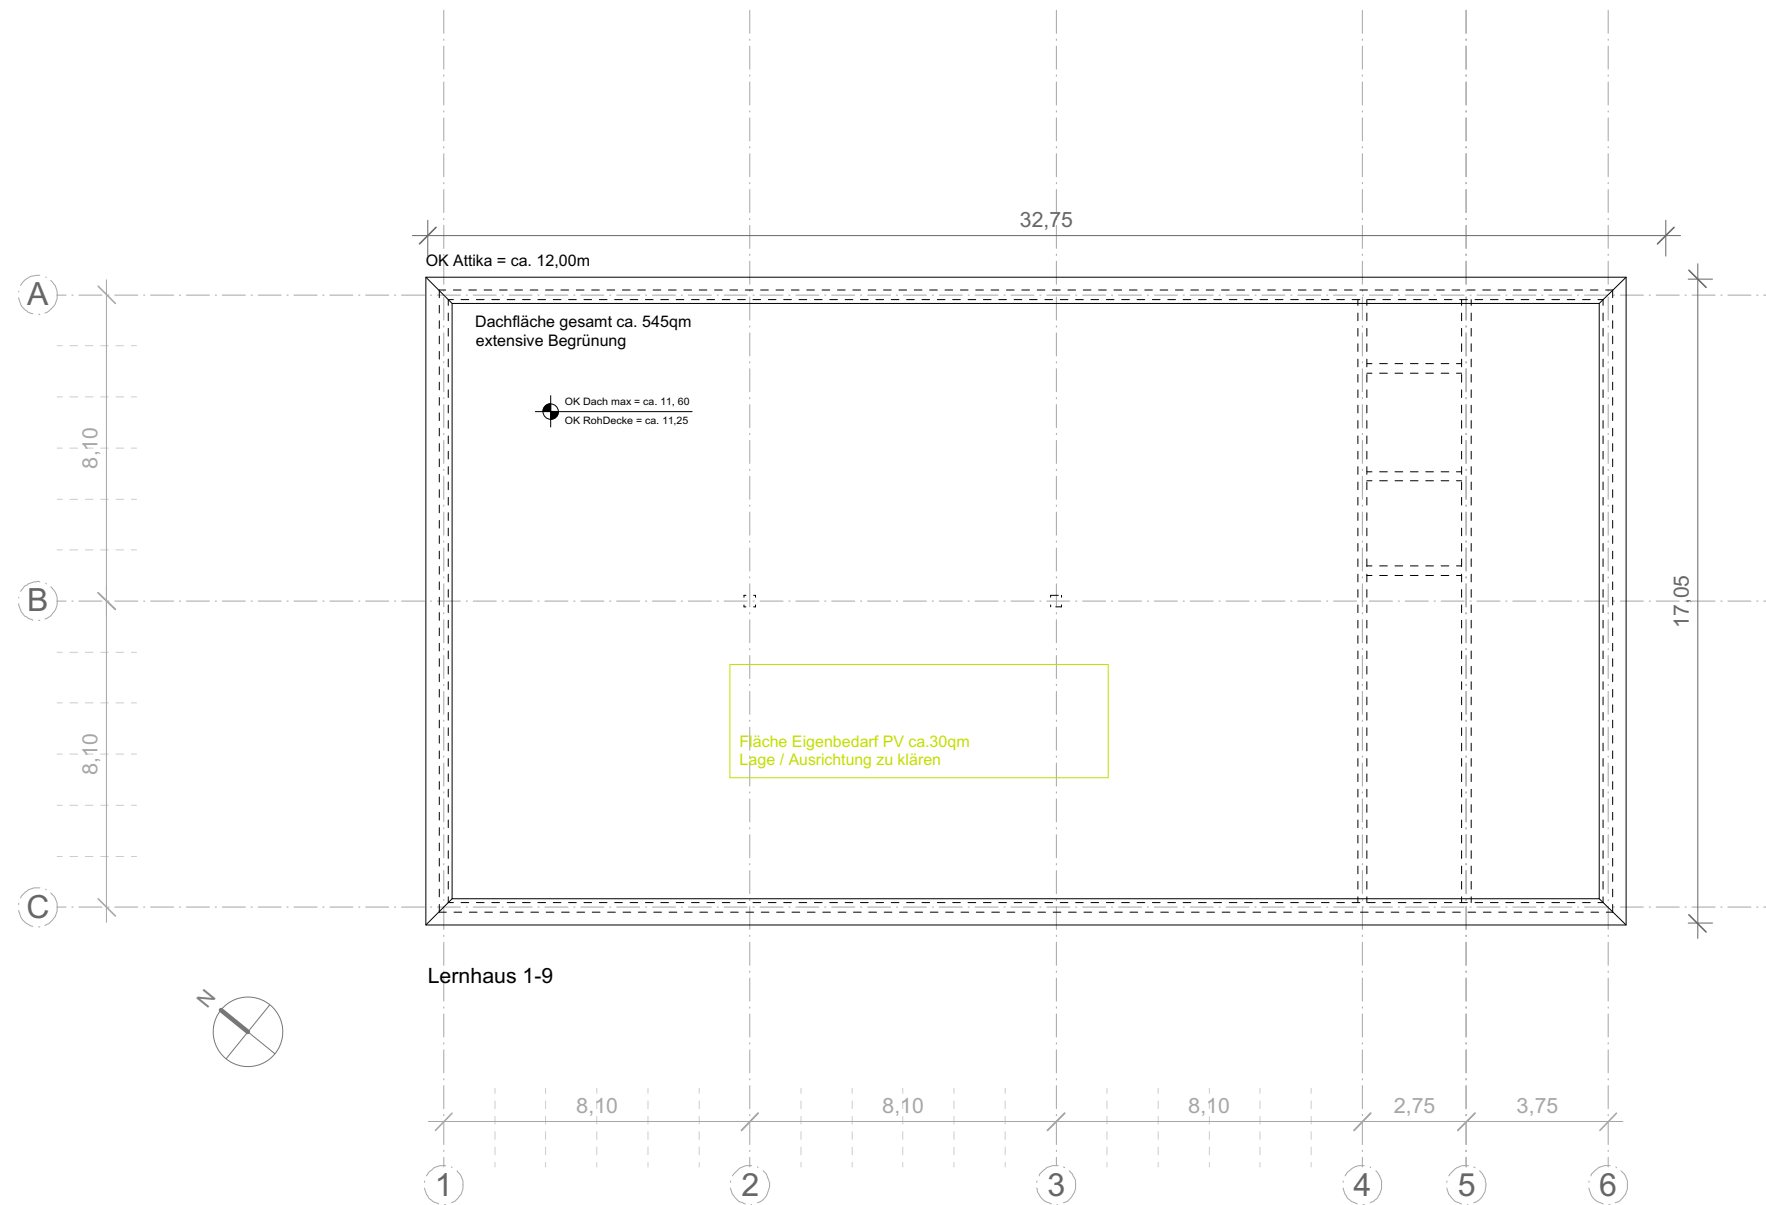 32,75
OK Attika = ca. 12,00m
A
Dachfläche gesamt ca. 545qm
extensive Begrünung
OK Dach max = ca. 11, 60
OK RohDecke = ca. 11,25
8,10
B
17,05
Fläche Eigenbedarf PV ca.30qm
Lage / Ausrichtung zu klären
8,10
C
Lernhaus 1-9
N
8,10
8,10
8,10
2,75
3,75
1
2
3
4
5
6